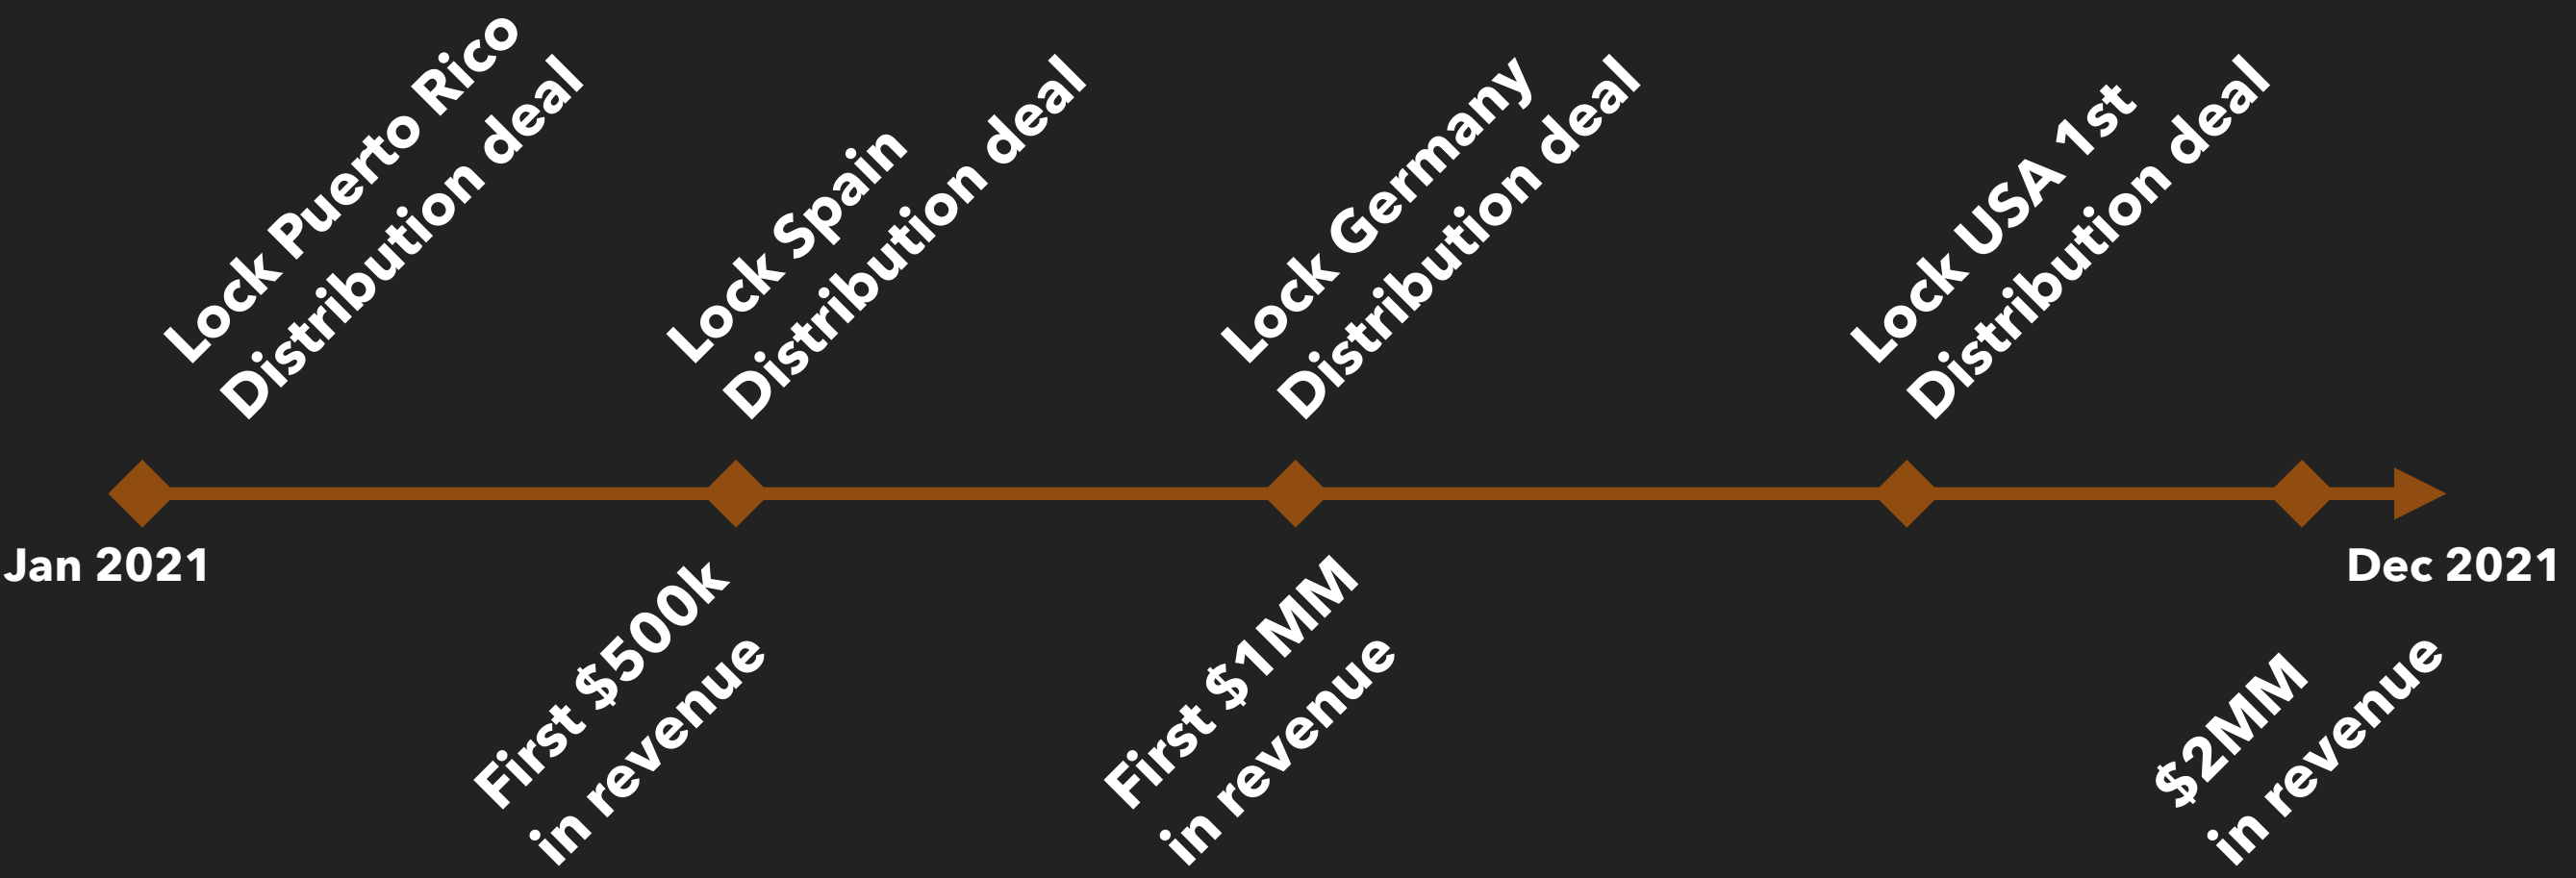 Lock Puerto Rico
Distribution deal
Lock Spain
Distribution deal
Lock Germany
Distribution deal
Lock USA 1st
Distribution deal
Jan 2021
Dec 2021
First $500k
in revenue
First $1MM
in revenue
$2MM
in revenue